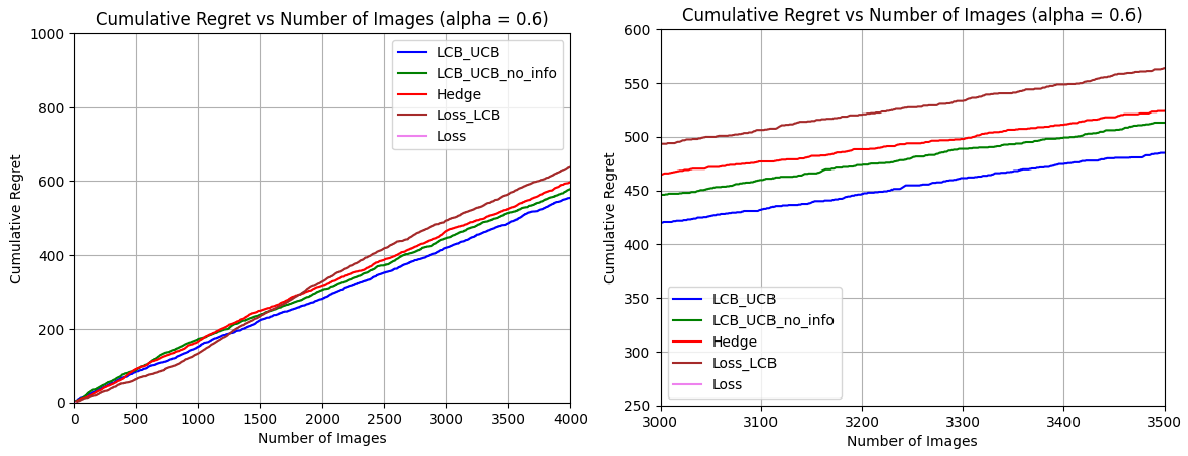 Cumulative Regret vs Number of Images (alpha = 0.6)
1000
800
600
400
200
0
Cumulative Regret
LCB_UCB
LCB_UCB_no_info
Hedge
Loss_LCB
Loss
0 500 1000 1500 2000 2500 3000 3500 4000
Number of Images
Cumulative Regret vs Number of Images (alpha = 0.6)
600
550
500
450
400
350
300
250
Cumulative Regret
LCB_UCB
LCB_UCB_no_info
Hedge
Loss_LCB
Loss
3000 3100 3200 3300 3400 3500
Number of Images